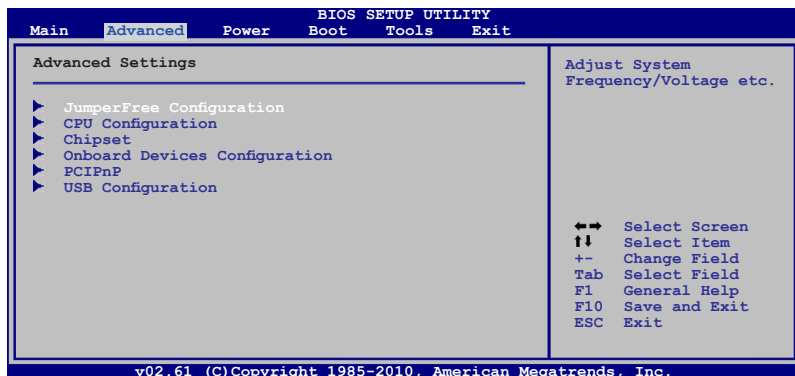 BIOS SETUP UTILITY
Main Advanced Power Boot Tools Exit
Advanced Settings
JumperFree Configuration
CPU Configuration
Chipset
Onboard Devices Configuration
PCIPnP
USB Configuration
Adjust System
Frequency/Voltage etc.
←→ Select Screen
↑↓ Select Item
+- Change Field
Tab Select Field
F1 General Help
F10 Save and Exit
ESC Exit
v02.61 (C)Copyright 1985-2010, American Megatrends, Inc.